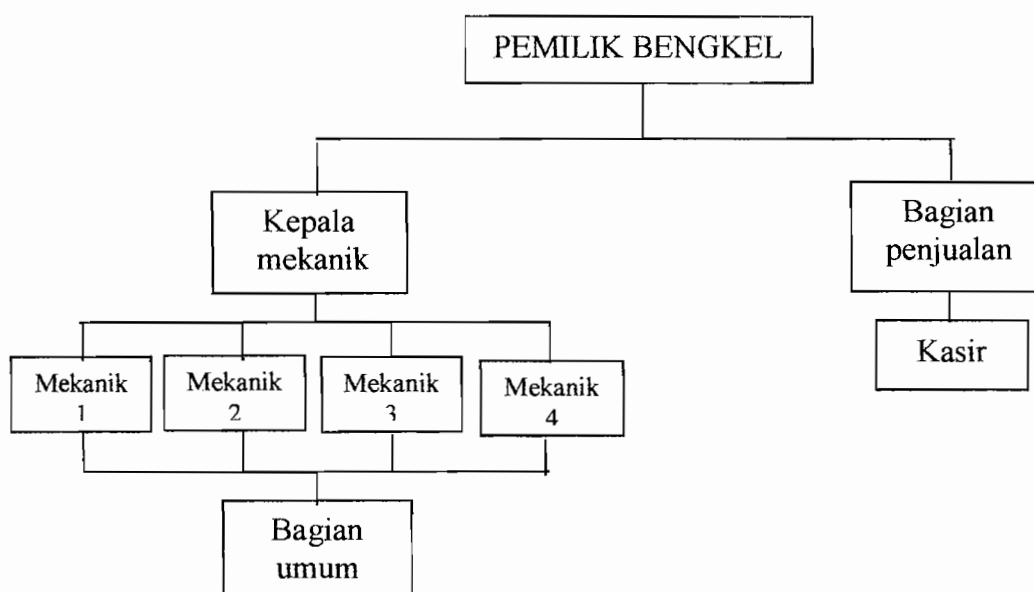 PEMILIK BENGKEL
Kepala
mekanik
Bagian
penjualan
Mekanik
1
Mekanik
2
Mekanik
3
Mekanik
4
Kasir
Bagian
umum